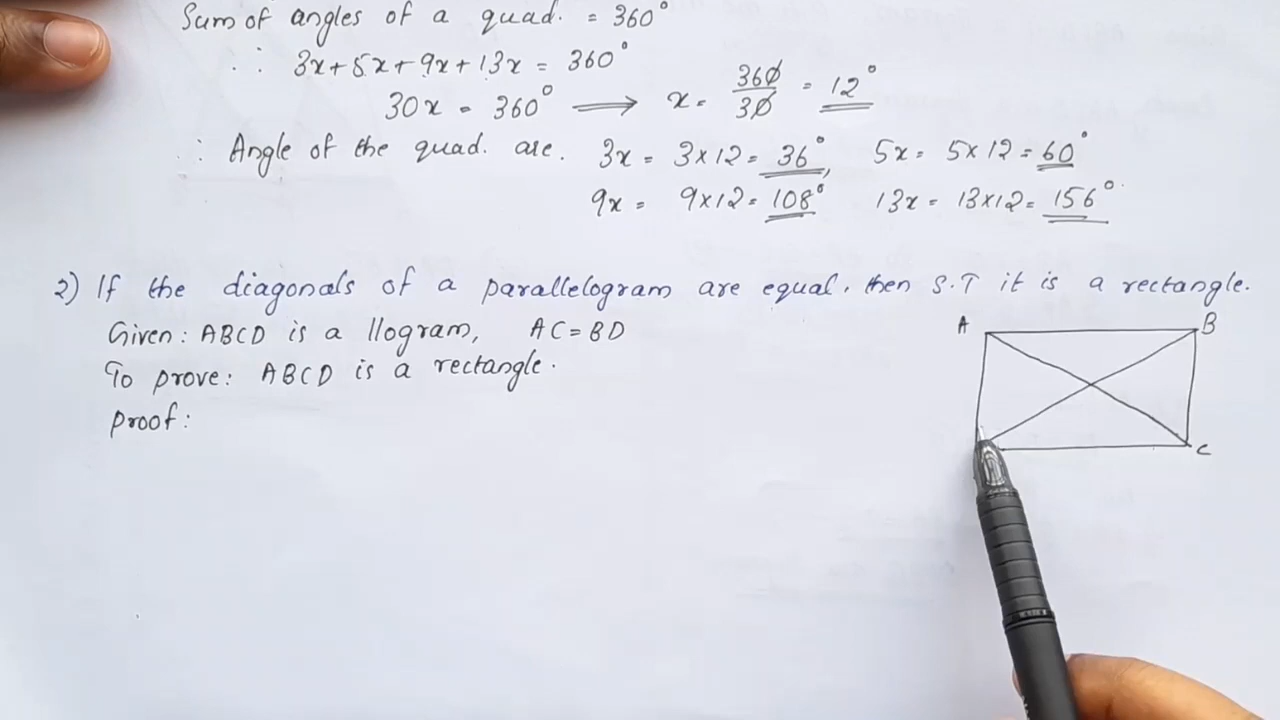 Sum of angles of a quad. = 360°
∴ 3x+5x+9x+13x = 360°
30x = 360° ⟶ x = 360/30 = 12°
∴ Angle of the quad. are. 3x = 3×12 = 36°, 5x = 5×12 = 60°
9x = 9×12 = 108° 13x = 13×12 = 156°
2) If the diagonals of a parallelogram are equal, then S.T it is a rectangle.
Given: ABCD is a llogram, AC=BD
To prove: ABCD is a rectangle.
Proof:
A B
C